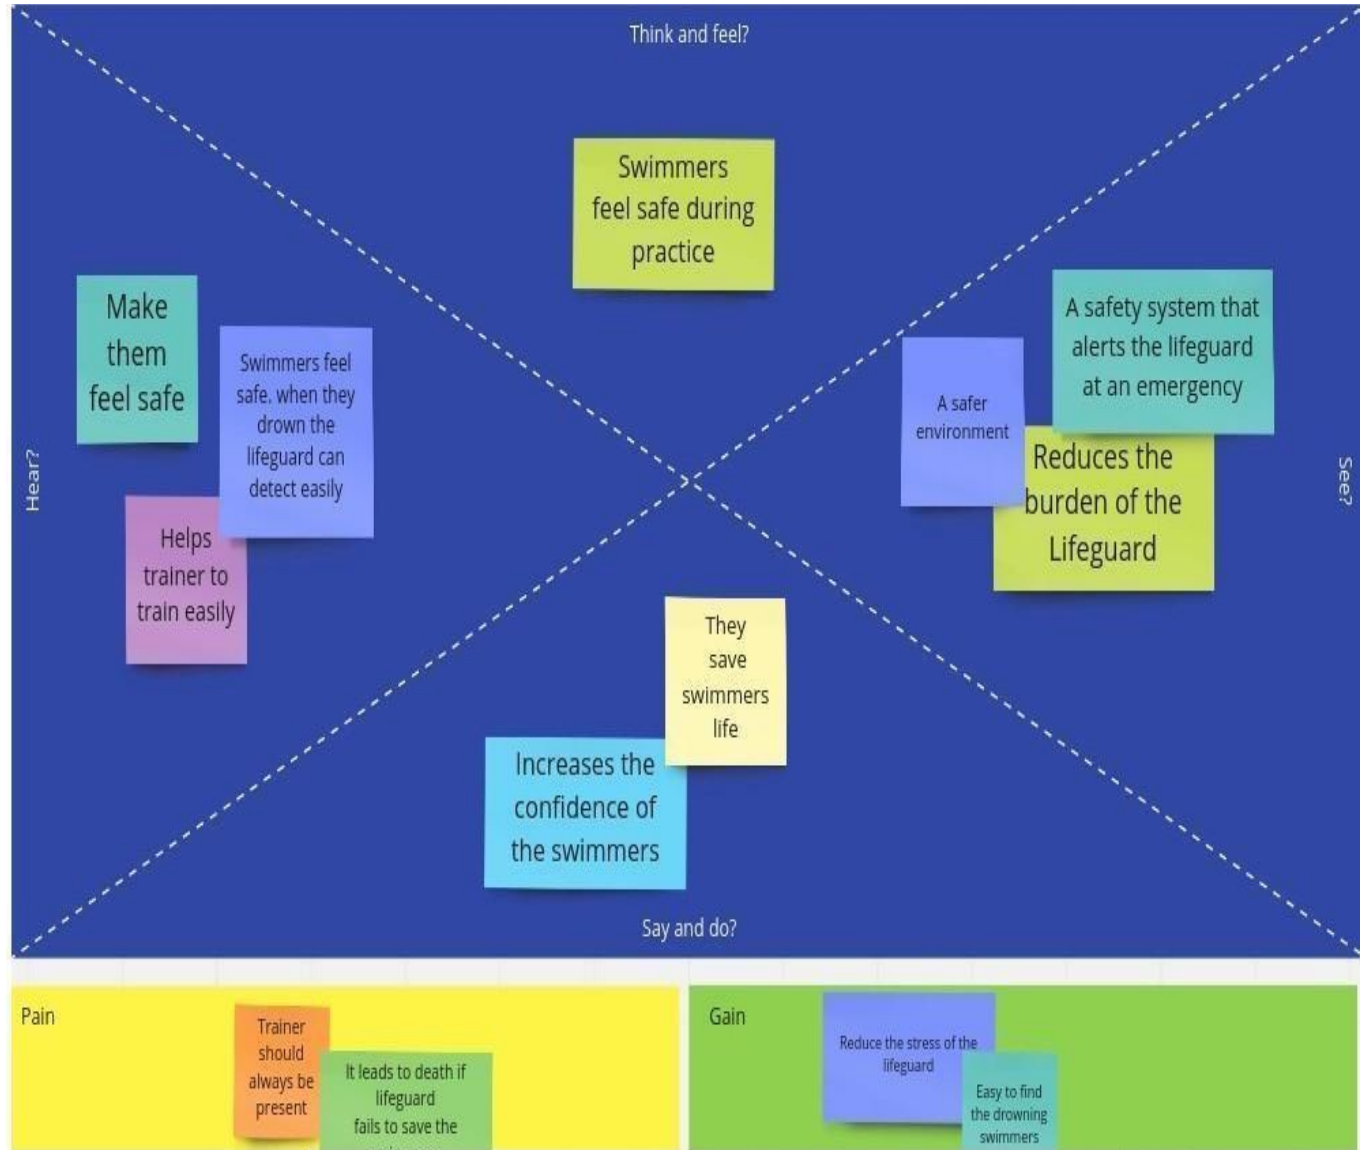 Think and feel?
Swimmers
feel safe during
practice
Make
them
feel safe
Swimmers feel
safe. when they
drown the
lifeguard can
detect easily
Hear?
Helps
trainer to
train easily
A safety system that
alerts the lifeguard
at an emergency
A safer
environment
Reduces the
burden of the
Lifeguard
See?
They
save
swimmers
life
Increases the
confidence of
the swimmers
Say and do?
Pain
Trainer
should
always be
present
It leads to death if
lifeguard
fails to save the
Gain
Reduce the stress of the
lifeguard
Easy to find
the drowning
swimmers